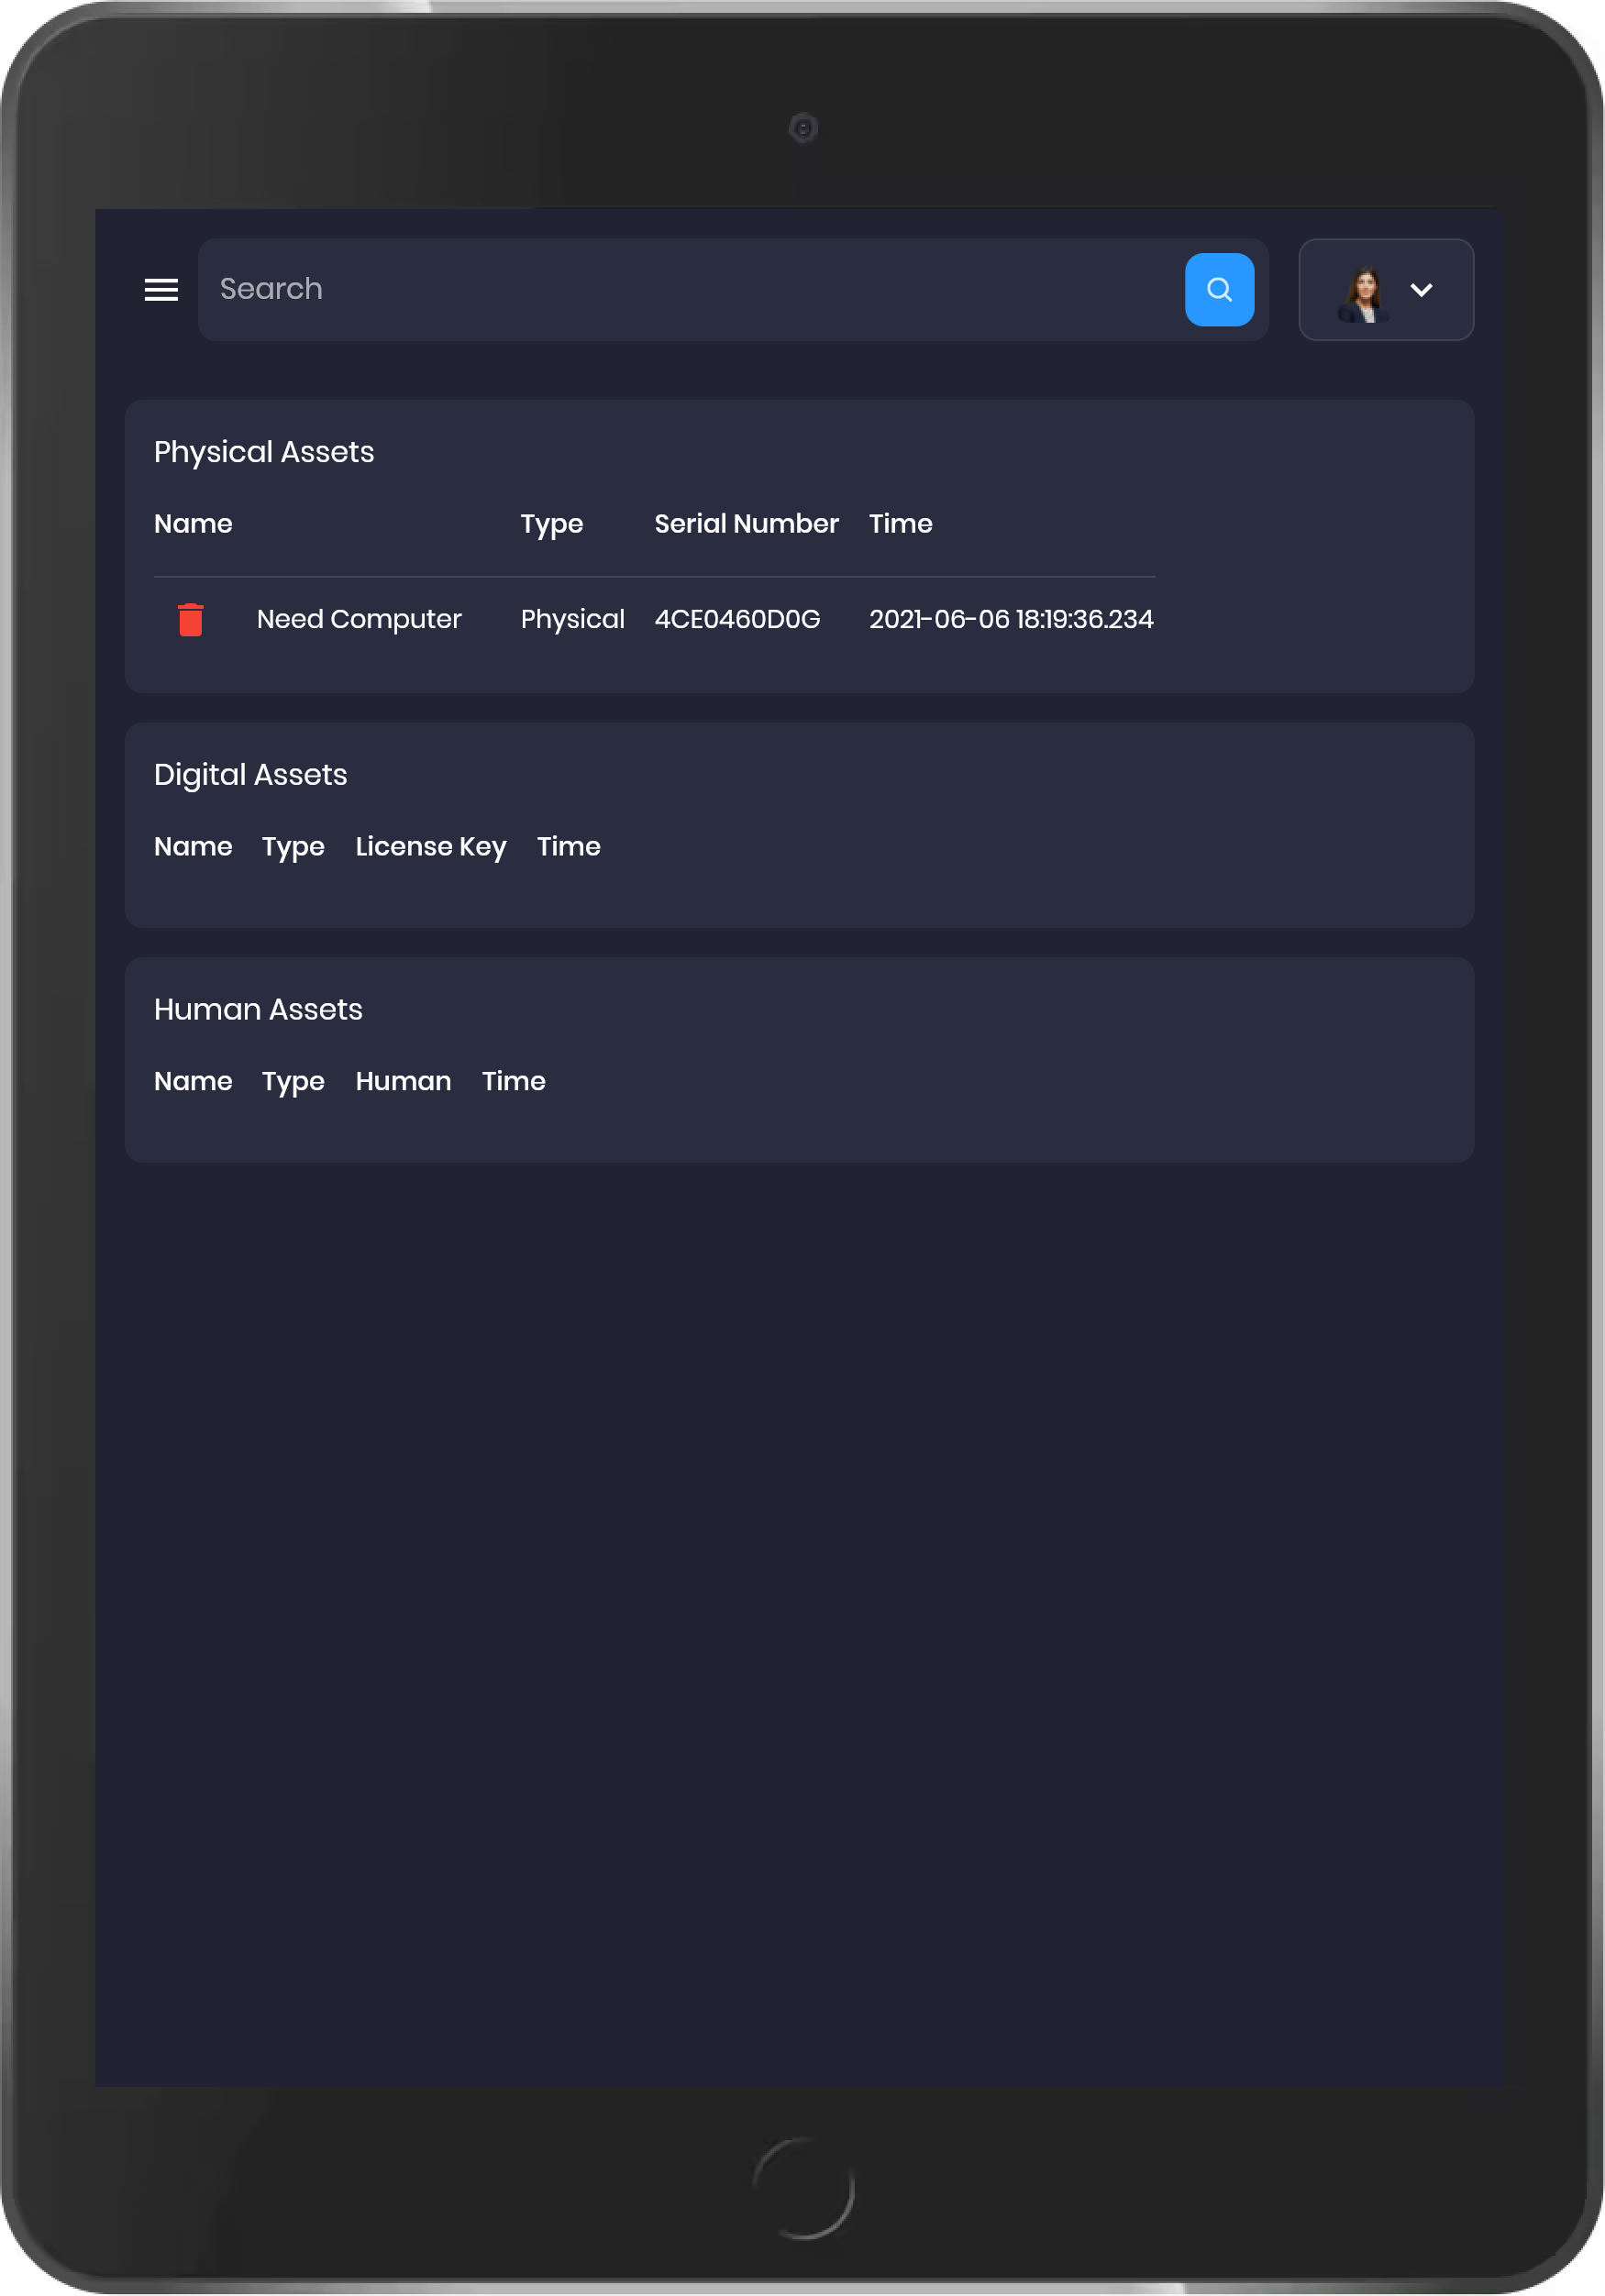 Search
Physical Assets
Name Type Serial Number Time
Need Computer Physical 4CE0460D0G 2021-06-06 18:19:36.234
Digital Assets
Name Type License Key Time
Human Assets
Name Type Human Time